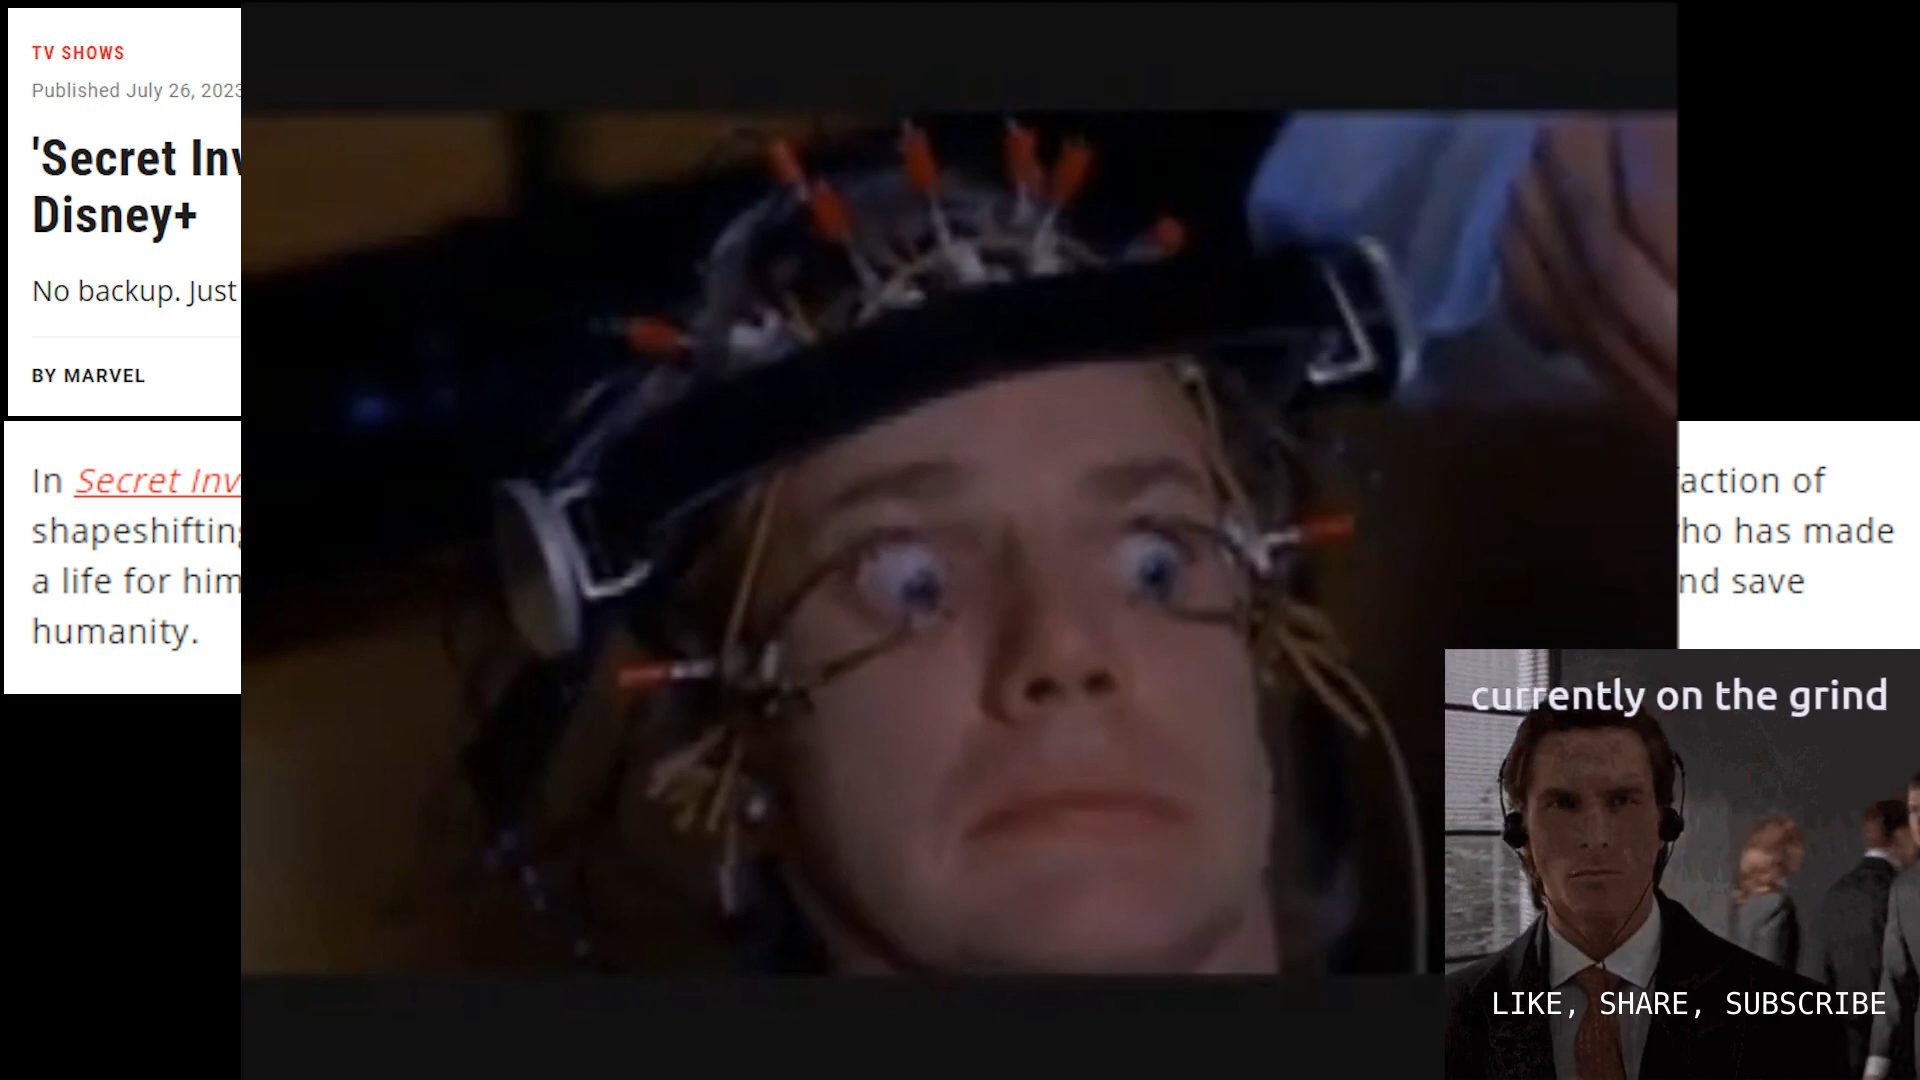 TV SHOWS
Published July 26, 2023
'Secret Inv
Disney+
No backup. Just
BY MARVEL
In Secret Inv
action of
shapeshifting
ho has made
a life for him
nd save
humanity.
currently on the grind
LIKE, SHARE, SUBSCRIBE